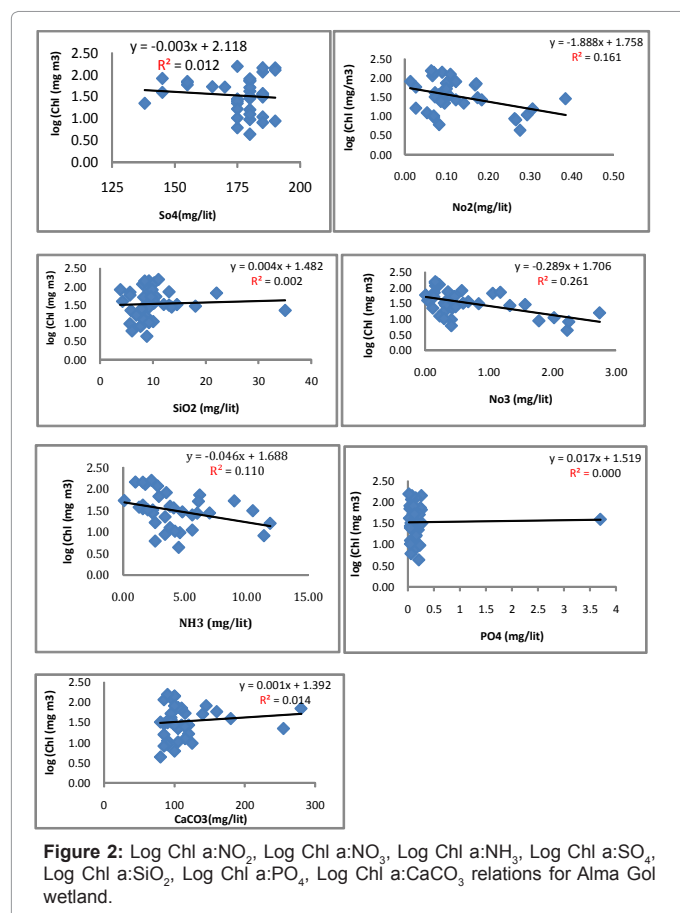 y = -0.003x + 2.118
R² = 0.012
log (Chl (mg m3)
2.50
2.00
1.50
1.00
0.50
0.00
125
150
175
200
So4(mg/lit)
y = -1.888x + 1.758
R² = 0.161
log (Chl (mg/m3)
2.50
2.00
1.50
1.00
0.50
0.00
0.00
0.10
0.20
0.30
0.40
0.50
No2(mg/lit)
y = 0.004x + 1.482
R² = 0.002
log (Chl (mg m3)
2.50
2.00
1.50
1.00
0.50
0.00
0
10
20
30
40
SiO2 (mg/lit)
y = -0.289x + 1.706
R² = 0.261
log (Chl (mg m3)
2.50
2.00
1.50
1.00
0.50
0.00
0.00
1.00
2.00
3.00
No3 (mg/lit)
y = -0.046x + 1.688
R² = 0.110
log (Chl (mg m3)
2.50
2.00
1.50
1.00
0.50
0.00
0.00
5.00
10.00
15.00
NH3 (mg/lit)
y = 0.017x + 1.519
R² = 0.000
log (Chl (mg m3)
2.50
2.00
1.50
1.00
0.50
0.00
0
0.5
1
1.5
2
2.5
3
3.5
4
PO4 (mg/lit)
y = 0.001x + 1.392
R² = 0.014
log (Chl (mg m3)
2.50
2.00
1.50
1.00
0.50
0.00
0
100
200
300
CaCO3(mg/lit)
Figure 2: Log Chl a:NO₂, Log Chl a:NO₃, Log Chl a:NH₃, Log Chl a:SO₄,
Log Chl a:SiO₂, Log Chl a:PO₄, Log Chl a:CaCO₃ relations for Alma Gol
wetland.